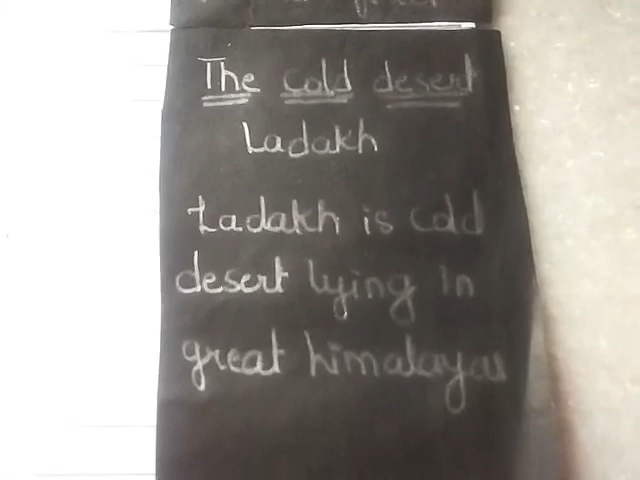 The cold desert
Ladakh
Ladakh is cold
desert lying in
great himalayas